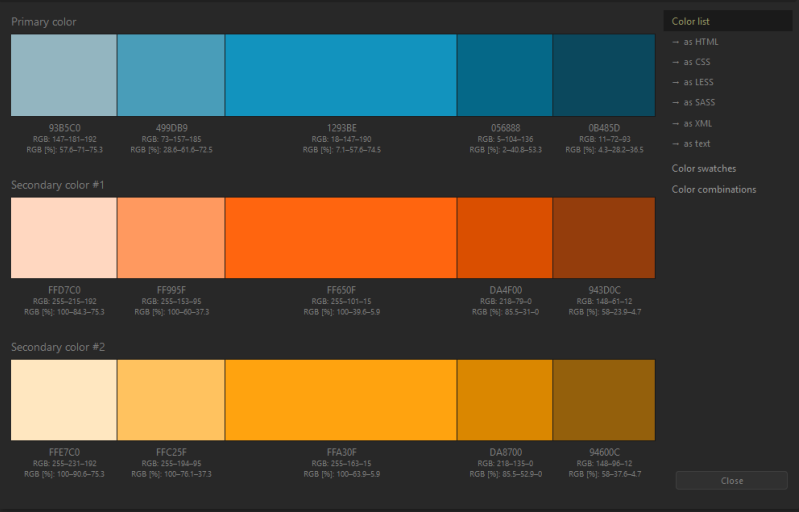 Primary color
93B5C0 499DB9 1293BE 056888 0B485D
RGB: 147–181–192 RGB: 73–157–185 RGB: 18–147–190 RGB: 5–104–136 RGB: 11–72–93
RGB [%]: 57.6–71–75.3 RGB [%]: 28.6–61.6–72.5 RGB [%]: 7.1–57.6–74.5 RGB [%]: 2–40.8–53.3 RGB [%]: 4.3–28.2–36.5
Secondary color #1
FFD7C0 FF995F FF650F DA4F00 943D0C
RGB: 255–215–192 RGB: 255–153–95 RGB: 255–101–15 RGB: 218–79–0 RGB: 148–61–12
RGB [%]: 100–84.3–75.3 RGB [%]: 100–60–37.3 RGB [%]: 100–39.6–5.9 RGB [%]: 85.5–31–0 RGB [%]: 58–23.9–4.7
Secondary color #2
FFE7C0 FFC25F FFA30F DA8700 94600C
RGB: 255–231–192 RGB: 255–194–95 RGB: 255–163–15 RGB: 218–135–0 RGB: 148–96–12
RGB [%]: 100–90.6–75.3 RGB [%]: 100–76.1–37.3 RGB [%]: 100–63.9–5.9 RGB [%]: 85.5–52.9–0 RGB [%]: 58–37.6–4.7
Color list
→ as HTML
→ as CSS
→ as LESS
→ as SASS
→ as XML
→ as text
Color swatches
Color combinations
Close